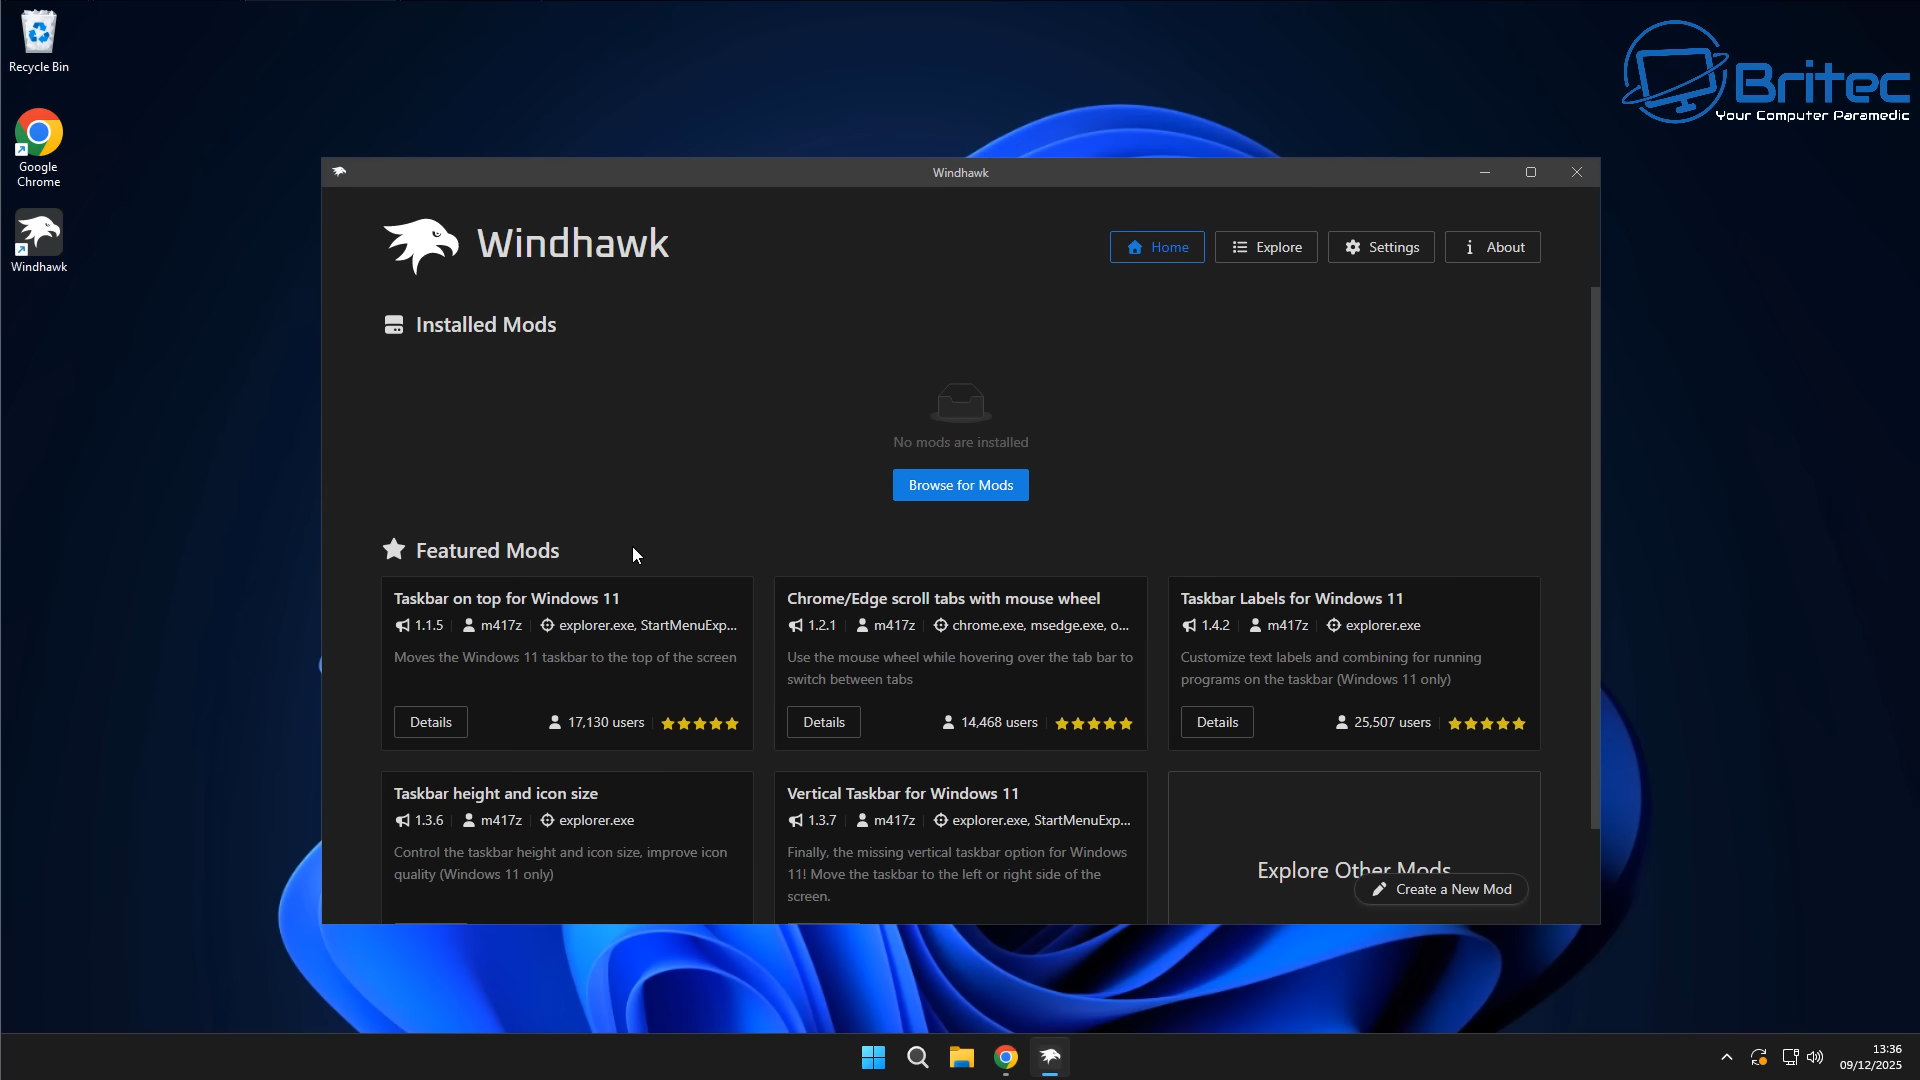 Recycle Bin
Google
Chrome
Windhawk
Britec
Your Computer Paramedic
Windhawk
Windhawk
Home
Explore
Settings
About
Installed Mods
No mods are installed
Browse for Mods
Featured Mods
Taskbar on top for Windows 11
1.1.5 m417z explorer.exe, StartMenuExp...
Moves the Windows 11 taskbar to the top of the screen
Details 17,130 users
Chrome/Edge scroll tabs with mouse wheel
1.2.1 m417z chrome.exe, msedge.exe, o...
Use the mouse wheel while hovering over the tab bar to
switch between tabs
Details 14,468 users
Taskbar Labels for Windows 11
1.4.2 m417z explorer.exe
Customize text labels and combining for running
programs on the taskbar (Windows 11 only)
Details 25,507 users
Taskbar height and icon size
1.3.6 m417z explorer.exe
Control the taskbar height and icon size, improve icon
quality (Windows 11 only)
Vertical Taskbar for Windows 11
1.3.7 m417z explorer.exe, StartMenuExp...
Finally, the missing vertical taskbar option for Windows
11! Move the taskbar to the left or right side of the
screen.
Explore Other Mods
Create a New Mod
13:36
09/12/2025